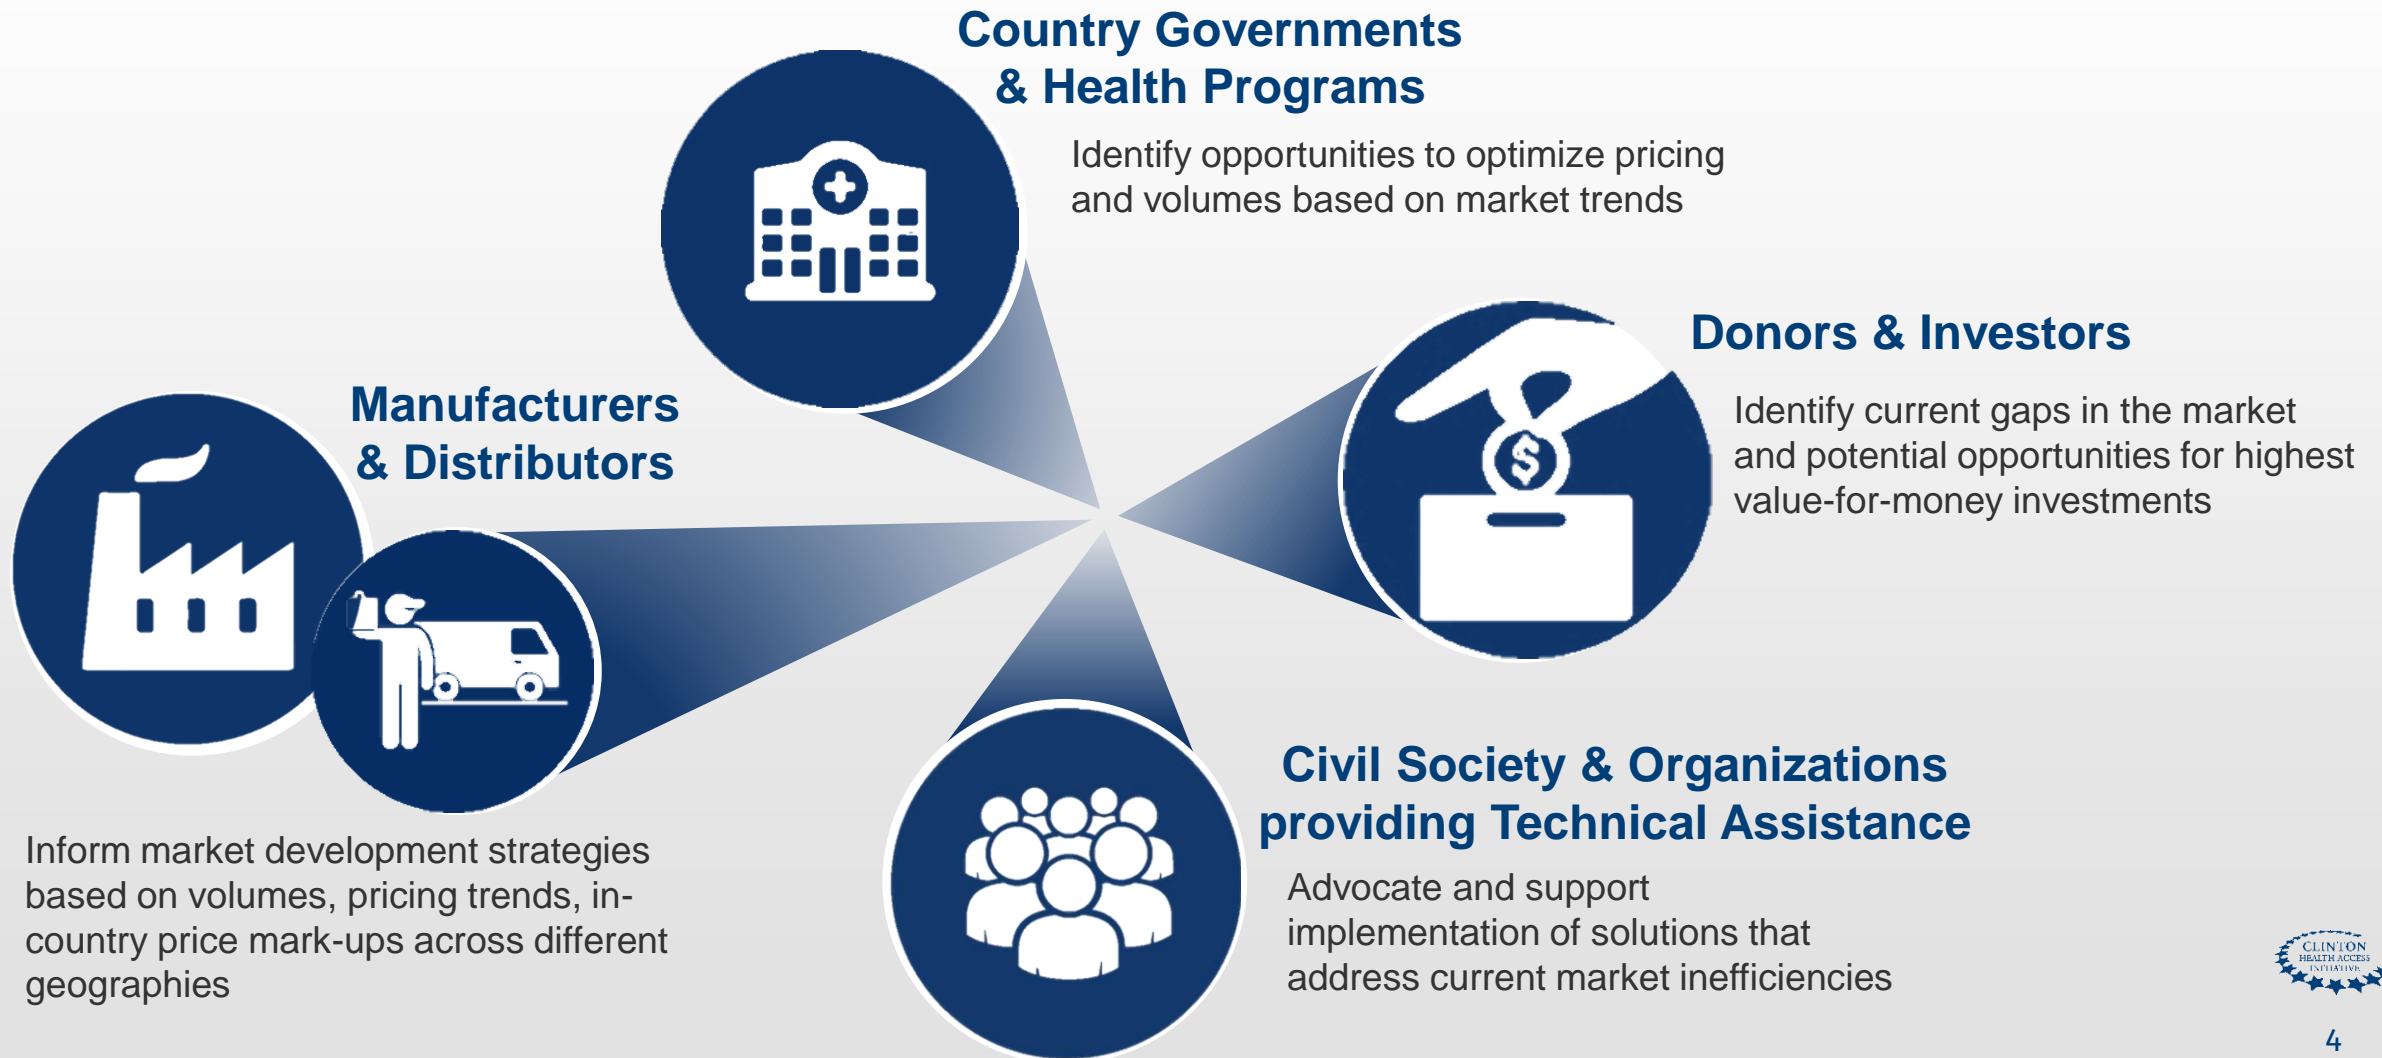 Country Governments
& Health Programs
Identify opportunities to optimize pricing
and volumes based on market trends
Donors & Investors
Identify current gaps in the market
and potential opportunities for highest
value-for-money investments
Manufacturers
& Distributors
Inform market development strategies
based on volumes, pricing trends, in-
country price mark-ups across different
geographies
$
Civil Society & Organizations
providing Technical Assistance
Advocate and support
implementation of solutions that
address current market inefficiencies
CLINTON
HEALTH ACCESS
INITIATIVE
4